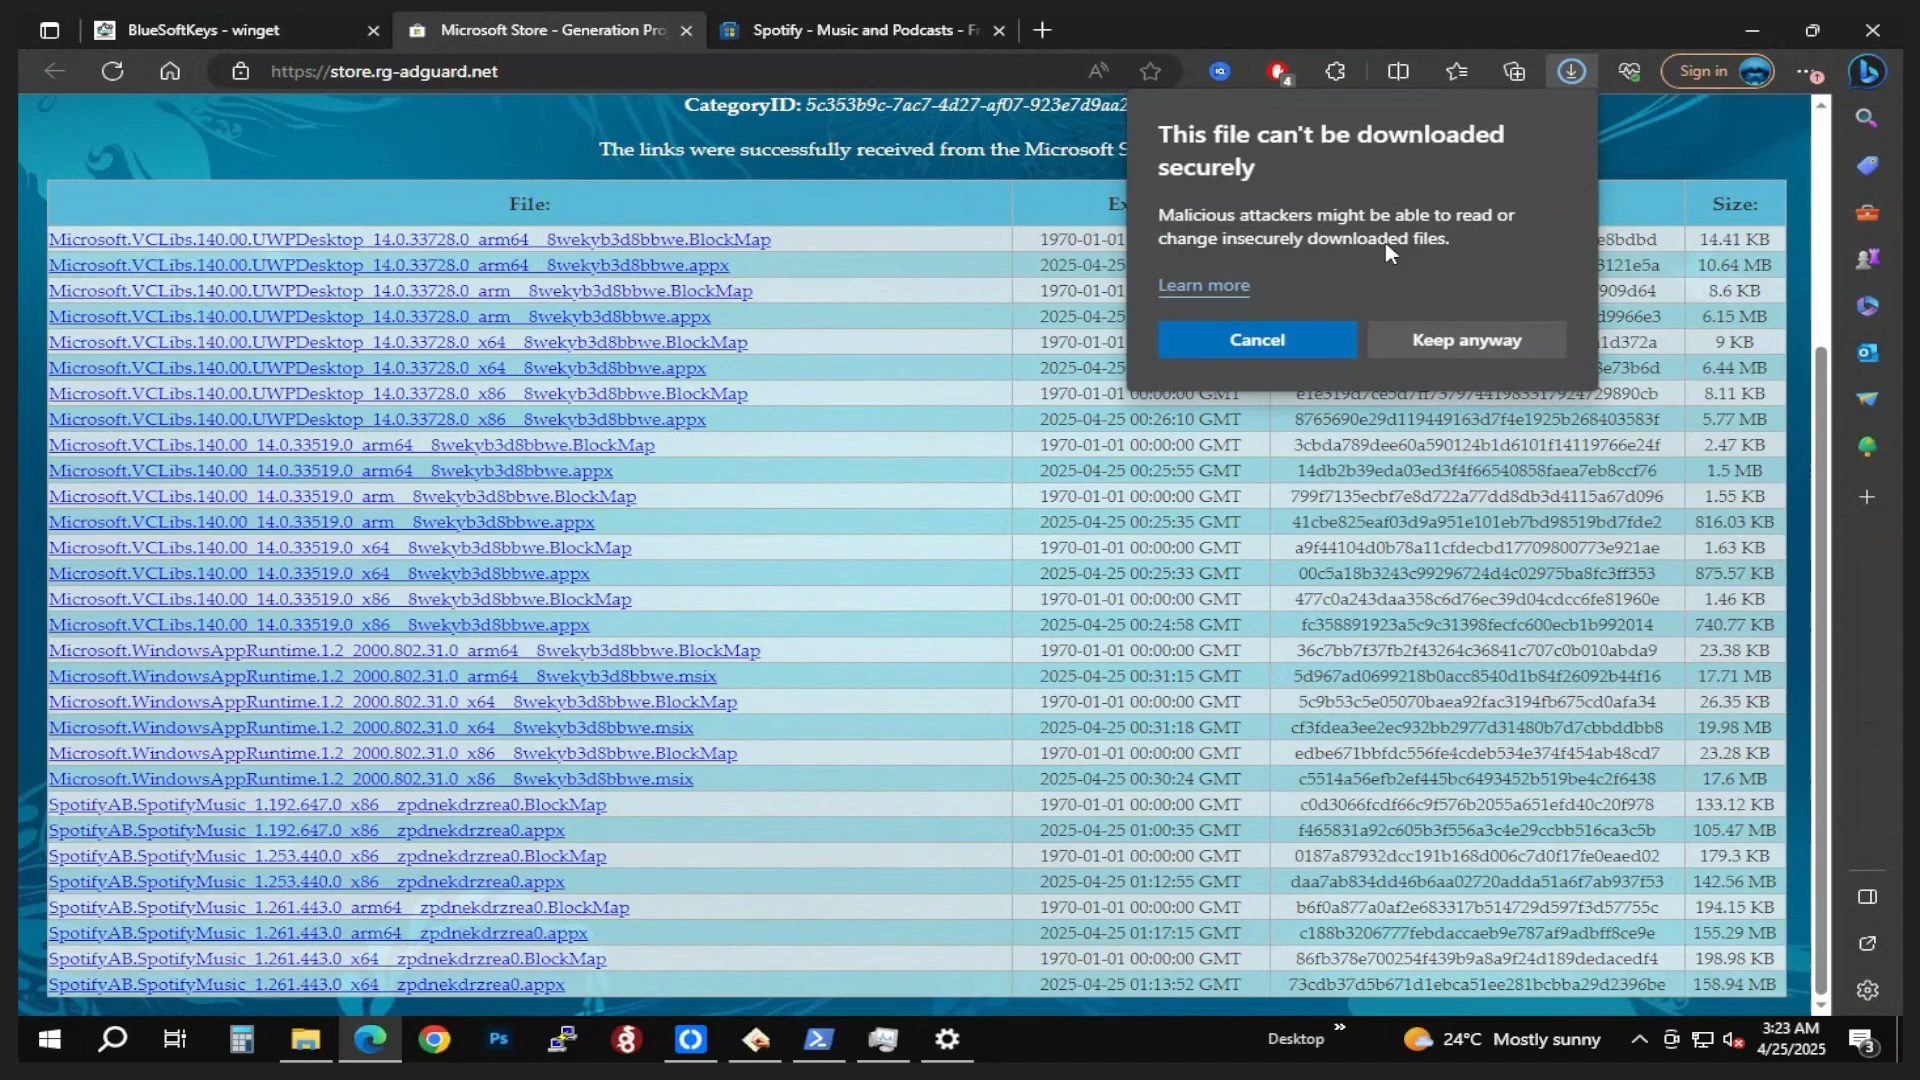 BlueSoftKeys - winget
Microsoft Store - Generation Pro
Spotify - Music and Podcasts - Fr
https://store.rg-adguard.net
4
Sign in
CategoryID: 5c353b9c-7ac7-4d27-af07-923e7d9aa2
The links were successfully received from the Microsoft S
This file can't be downloaded
securely
Malicious attackers might be able to read or
change insecurely downloaded files.
Learn more
Cancel
Keep anyway
File: Ex Size:
Microsoft.VCLibs.140.00.UWPDesktop_14.0.33728.0_arm64__8wekyb3d8bbwe.BlockMap 1970-01-01 e8bdbd 14.41 KB
Microsoft.VCLibs.140.00.UWPDesktop_14.0.33728.0_arm64__8wekyb3d8bbwe.appx 2025-04-25 3121e5a 10.64 MB
Microsoft.VCLibs.140.00.UWPDesktop_14.0.33728.0_arm__8wekyb3d8bbwe.BlockMap 1970-01-01 909d64 8.6 KB
Microsoft.VCLibs.140.00.UWPDesktop_14.0.33728.0_arm__8wekyb3d8bbwe.appx 2025-04-25 d9966e3 6.15 MB
Microsoft.VCLibs.140.00.UWPDesktop_14.0.33728.0_x64__8wekyb3d8bbwe.BlockMap 1970-01-01 a1d372a 9 KB
Microsoft.VCLibs.140.00.UWPDesktop_14.0.33728.0_x64__8wekyb3d8bbwe.appx 2025-04-25 8e73b6d 6.44 MB
Microsoft.VCLibs.140.00.UWPDesktop_14.0.33728.0_x86__8wekyb3d8bbwe.BlockMap 1970-01-01 00:00:00 GMT 8.11 KB
Microsoft.VCLibs.140.00.UWPDesktop_14.0.33728.0_x86__8wekyb3d8bbwe.appx 2025-04-25 00:26:10 GMT 8765690e29d119449163d7f4e1925b268403583f 5.77 MB
Microsoft.VCLibs.140.00_14.0.33519.0_arm64__8wekyb3d8bbwe.BlockMap 1970-01-01 00:00:00 GMT 3cbda789dee60a590124b1d6101f14119766e24f 2.47 KB
Microsoft.VCLibs.140.00_14.0.33519.0_arm64__8wekyb3d8bbwe.appx 2025-04-25 00:25:55 GMT 14db2b39eda03ed3f4f66540858faea7eb8ccf76 1.5 MB
Microsoft.VCLibs.140.00_14.0.33519.0_arm__8wekyb3d8bbwe.BlockMap 1970-01-01 00:00:00 GMT 799f7135ecbf7e8d722a77dd8db3d4115a67d096 1.55 KB
Microsoft.VCLibs.140.00_14.0.33519.0_arm__8wekyb3d8bbwe.appx 2025-04-25 00:25:35 GMT 41cbe825eaf03d9a951e101eb7bd98519bd7fde2 816.03 KB
Microsoft.VCLibs.140.00_14.0.33519.0_x64__8wekyb3d8bbwe.BlockMap 1970-01-01 00:00:00 GMT a9f44104d0b78a11cfdecbd17709800773e921ae 1.63 KB
Microsoft.VCLibs.140.00_14.0.33519.0_x64__8wekyb3d8bbwe.appx 2025-04-25 00:25:33 GMT 00c5a18b3243c99296724d4c02975ba8fc3ff353 875.57 KB
Microsoft.VCLibs.140.00_14.0.33519.0_x86__8wekyb3d8bbwe.BlockMap 1970-01-01 00:00:00 GMT 477c0a243daa358c6d76ec39d04cdcc6fe81960e 1.46 KB
Microsoft.VCLibs.140.00_14.0.33519.0_x86__8wekyb3d8bbwe.appx 2025-04-25 00:24:58 GMT fc358891923a5c9c31398fecfc600ecb1b992014 740.77 KB
Microsoft.WindowsAppRuntime.1.2_2000.802.31.0_arm64__8wekyb3d8bbwe.BlockMap 1970-01-01 00:00:00 GMT 36c7bb7f37fb2f43264c36841c707c0b010abda9 23.38 KB
Microsoft.WindowsAppRuntime.1.2_2000.802.31.0_arm64__8wekyb3d8bbwe.msix 2025-04-25 00:31:15 GMT 5d967ad0699218b0acc8540d1b84f26092b44f16 17.71 MB
Microsoft.WindowsAppRuntime.1.2_2000.802.31.0_x64__8wekyb3d8bbwe.BlockMap 1970-01-01 00:00:00 GMT 5c9b53c5e05070baea92fac3194fb675cd0afa34 26.35 KB
Microsoft.WindowsAppRuntime.1.2_2000.802.31.0_x64__8wekyb3d8bbwe.msix 2025-04-25 00:31:18 GMT cf3fdea3ee2ec932bb2977d31480b7d7cbbddbb8 19.98 MB
Microsoft.WindowsAppRuntime.1.2_2000.802.31.0_x86__8wekyb3d8bbwe.BlockMap 1970-01-01 00:00:00 GMT edbe671bbfdc556fe4cdeb534e374f454ab48cd7 23.28 KB
Microsoft.WindowsAppRuntime.1.2_2000.802.31.0_x86__8wekyb3d8bbwe.msix 2025-04-25 00:30:24 GMT c5514a56efb2ef445bc6493452b519be4c2f6438 17.6 MB
SpotifyAB.SpotifyMusic_1.192.647.0_x86__zpdnekdrzrea0.BlockMap 1970-01-01 00:00:00 GMT c0d3066fcdf66c9f576b2055a651efd40c20f978 133.12 KB
SpotifyAB.SpotifyMusic_1.192.647.0_x86__zpdnekdrzrea0.appx 2025-04-25 01:00:35 GMT f465831a92c605b3f556a3c4e29ccbb516ca3c5b 105.47 MB
SpotifyAB.SpotifyMusic_1.253.440.0_x86__zpdnekdrzrea0.BlockMap 1970-01-01 00:00:00 GMT 0187a87932dcc191b168d006c7d0f17fe0eaed02 179.3 KB
SpotifyAB.SpotifyMusic_1.253.440.0_x86__zpdnekdrzrea0.appx 2025-04-25 01:12:55 GMT daa7ab834dd46b6aa02720adda51a6f7ab937f53 142.56 MB
SpotifyAB.SpotifyMusic_1.261.443.0_arm64__zpdnekdrzrea0.BlockMap 1970-01-01 00:00:00 GMT b6f0a877a0af2e683317b514729d597f3d57755c 194.15 KB
SpotifyAB.SpotifyMusic_1.261.443.0_arm64__zpdnekdrzrea0.appx 2025-04-25 01:17:15 GMT c188b3206777febdaccaeb9e787af9adbff8ce9e 155.29 MB
SpotifyAB.SpotifyMusic_1.261.443.0_x64__zpdnekdrzrea0.BlockMap 1970-01-01 00:00:00 GMT 86fb378e700254f439b9a8a9f24d189dedacedf4 198.98 KB
SpotifyAB.SpotifyMusic_1.261.443.0_x64__zpdnekdrzrea0.appx 2025-04-25 01:13:52 GMT 73cdb37d5b671d1ebca51ee281bcbba29d2396be 158.94 MB
Ps
Desktop
24°C Mostly sunny
3:23 AM
4/25/2025
3